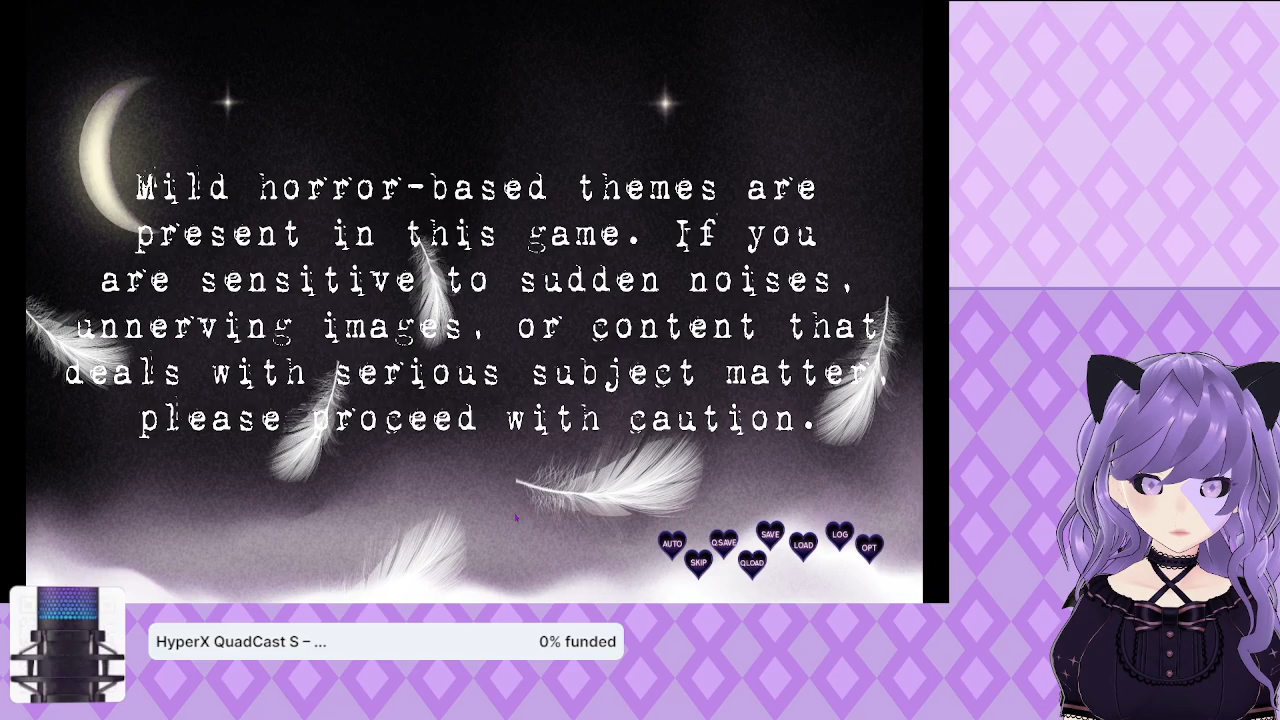 Mild horror-based themes are
present in this game. If you
are sensitive to sudden noises,
unnerving images, or content that
deals with serious subject matter,
please proceed with caution.
AUTO
SKIP
Q.SAVE
QLOAD
SAVE
LOAD
LOG
OPT
HyperX QuadCast S – ... 0% funded